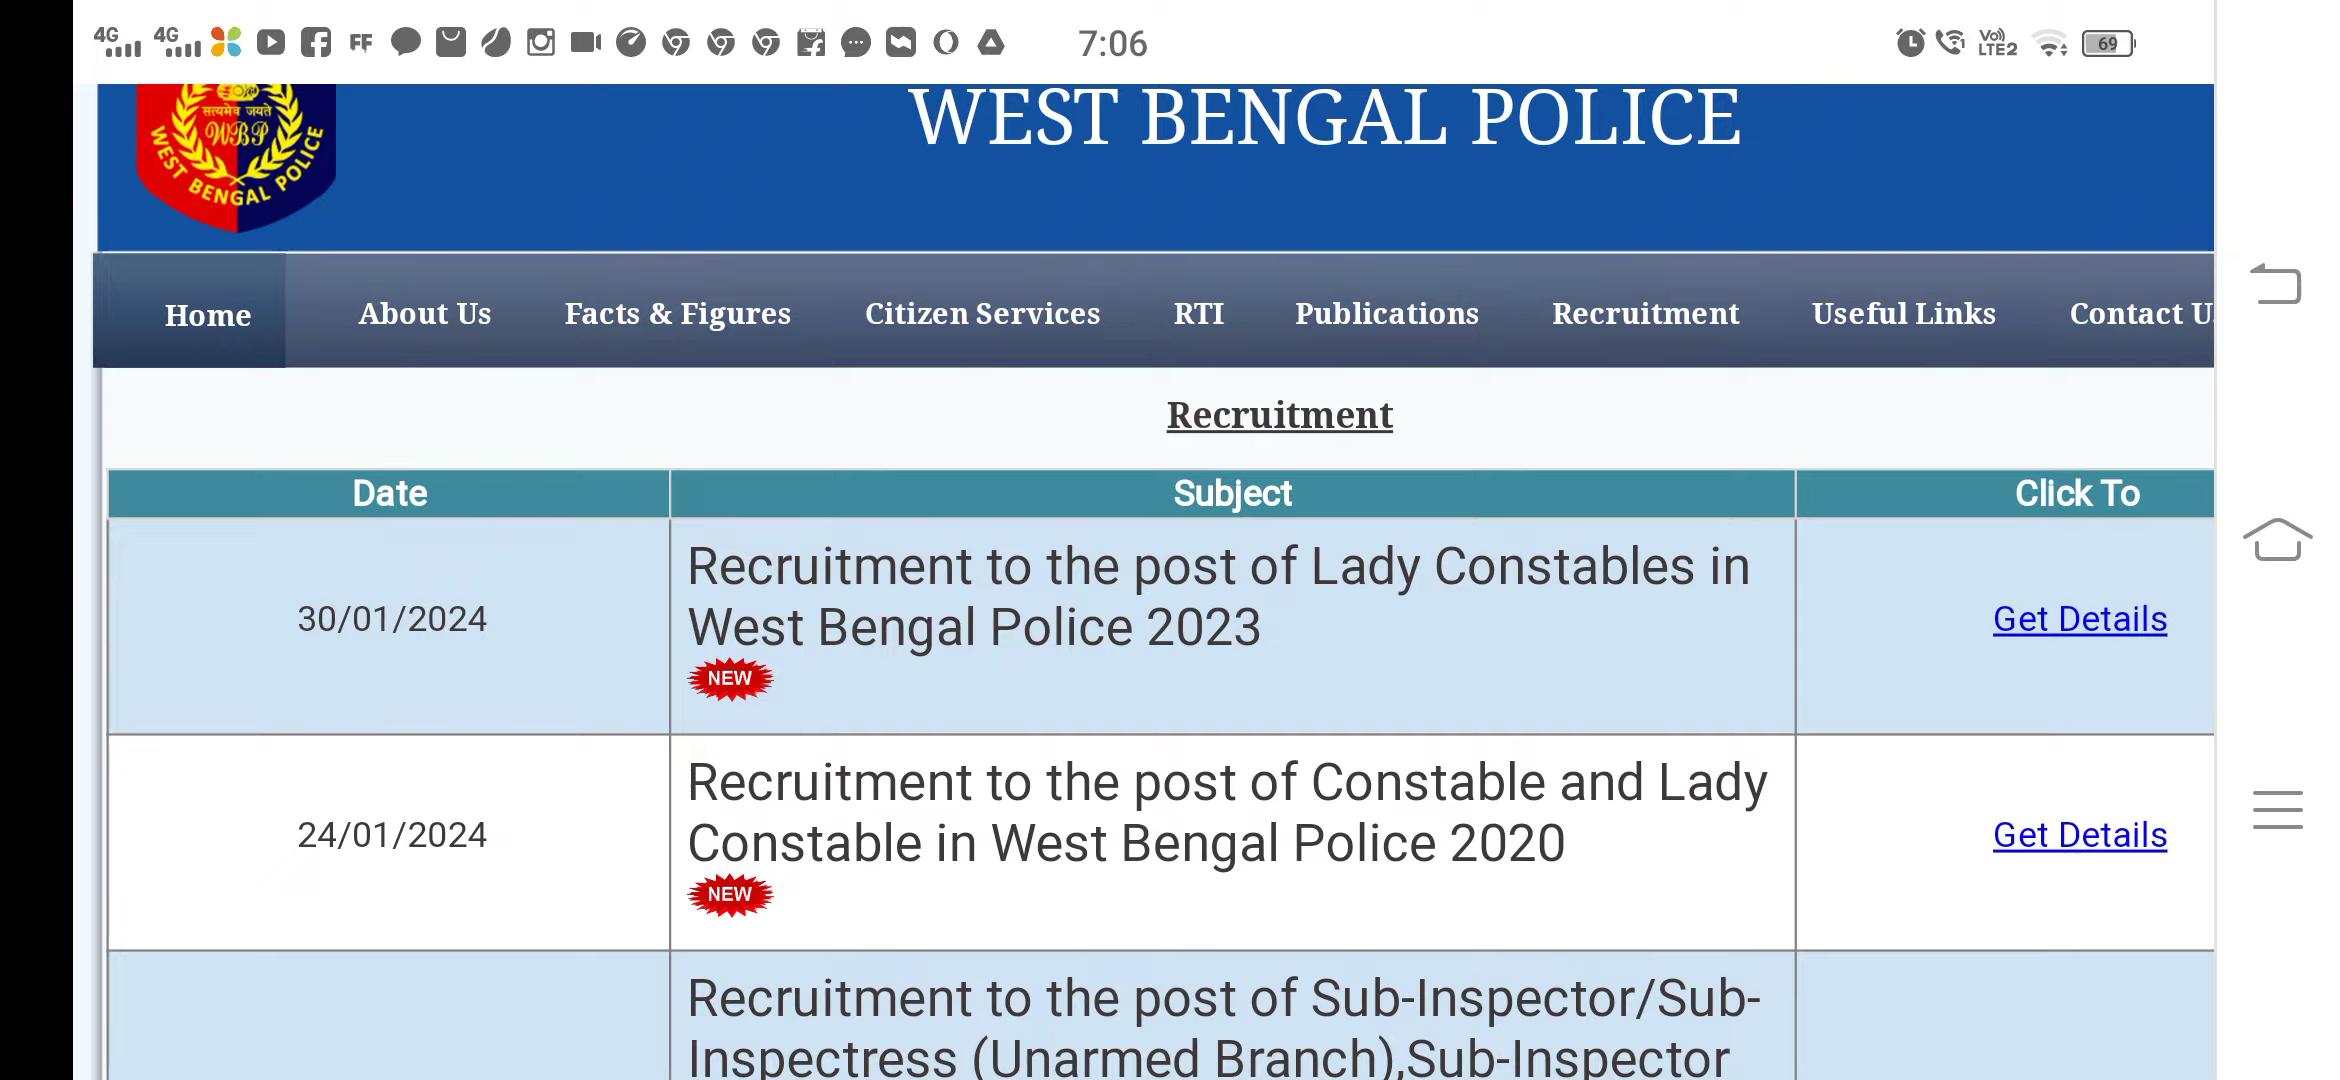 4G 4G FF 7:06 Vo)) LTE2 69
सत्यमेव जयते
WBP
WEST BENGAL POLICE
WEST BENGAL POLICE
Home About Us Facts & Figures Citizen Services RTI Publications Recruitment Useful Links Contact U
Recruitment
Date Subject Click To
30/01/2024 Recruitment to the post of Lady Constables in
West Bengal Police 2023
NEW
Get Details
24/01/2024 Recruitment to the post of Constable and Lady
Constable in West Bengal Police 2020
NEW
Get Details
Recruitment to the post of Sub-Inspector/Sub-
Inspectress (Unarmed Branch),Sub-Inspector